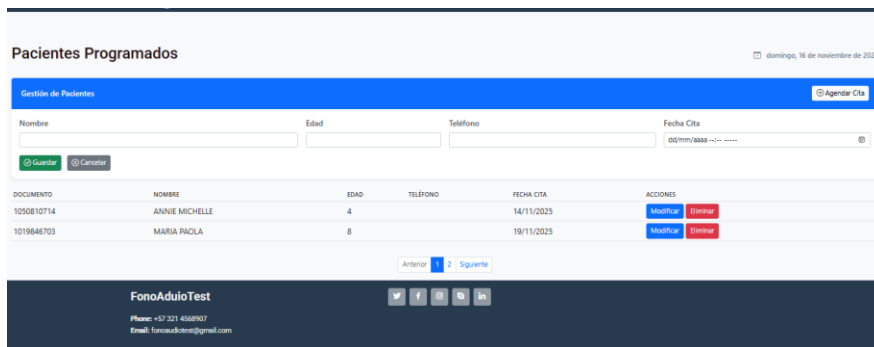 Pacientes Programados
domingo, 16 de noviembre de 202
Gestión de Pacientes
Agendar Cita
Nombre Edad Teléfono Fecha Cita
dd/mm/aaaa --:-- -----
Guardar Cancelar
DOCUMENTO NOMBRE EDAD TELÉFONO FECHA CITA ACCIONES
1050810714 ANNIE MICHELLE 4 14/11/2025 Modificar Eliminar
1019846703 MARIA PAOLA 8 19/11/2025 Modificar Eliminar
Anterior 1 2 Siguiente
FonoAduioTest
Phone: +57 321 4568907
Email: fonoaudiotest@gmail.com